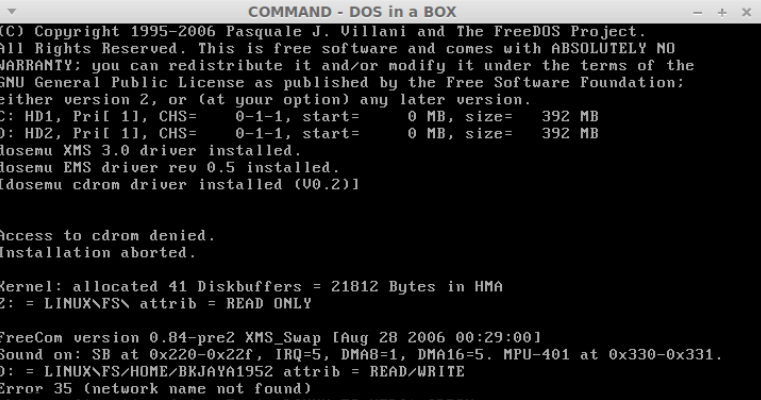 COMMAND - DOS in a BOX
(C) Copyright 1995-2006 Pasquale J. Villani and The FreeDOS Project.
All Rights Reserved. This is free software and comes with ABSOLUTELY NO
WARRANTY; you can redistribute it and/or modify it under the terms of the
GNU General Public License as published by the Free Software Foundation;
either version 2, or (at your option) any later version.
C: HD1, Pri[ 1], CHS=    0-1-1, start=     0 MB, size=   392 MB
D: HD2, Pri[ 1], CHS=    0-1-1, start=     0 MB, size=   392 MB
dosemu XMS 3.0 driver installed.
dosemu EMS driver rev 0.5 installed.
[dosemu cdrom driver installed (V0.2)]
Access to cdrom denied.
Installation aborted.
Kernel: allocated 41 Diskbuffers = 21812 Bytes in HMA
Z: = LINUX\FS\ attrib = READ ONLY
FreeCom version 0.84-pre2 XMS_Swap [Aug 28 2006 00:29:00]
Sound on: SB at 0x220-0x22f, IRQ=5, DMA8=1, DMA16=5. MPU-401 at 0x330-0x331.
D: = LINUX\FS/HOME/BKJAYA1952 attrib = READ/WRITE
Error 35 (network name not found)